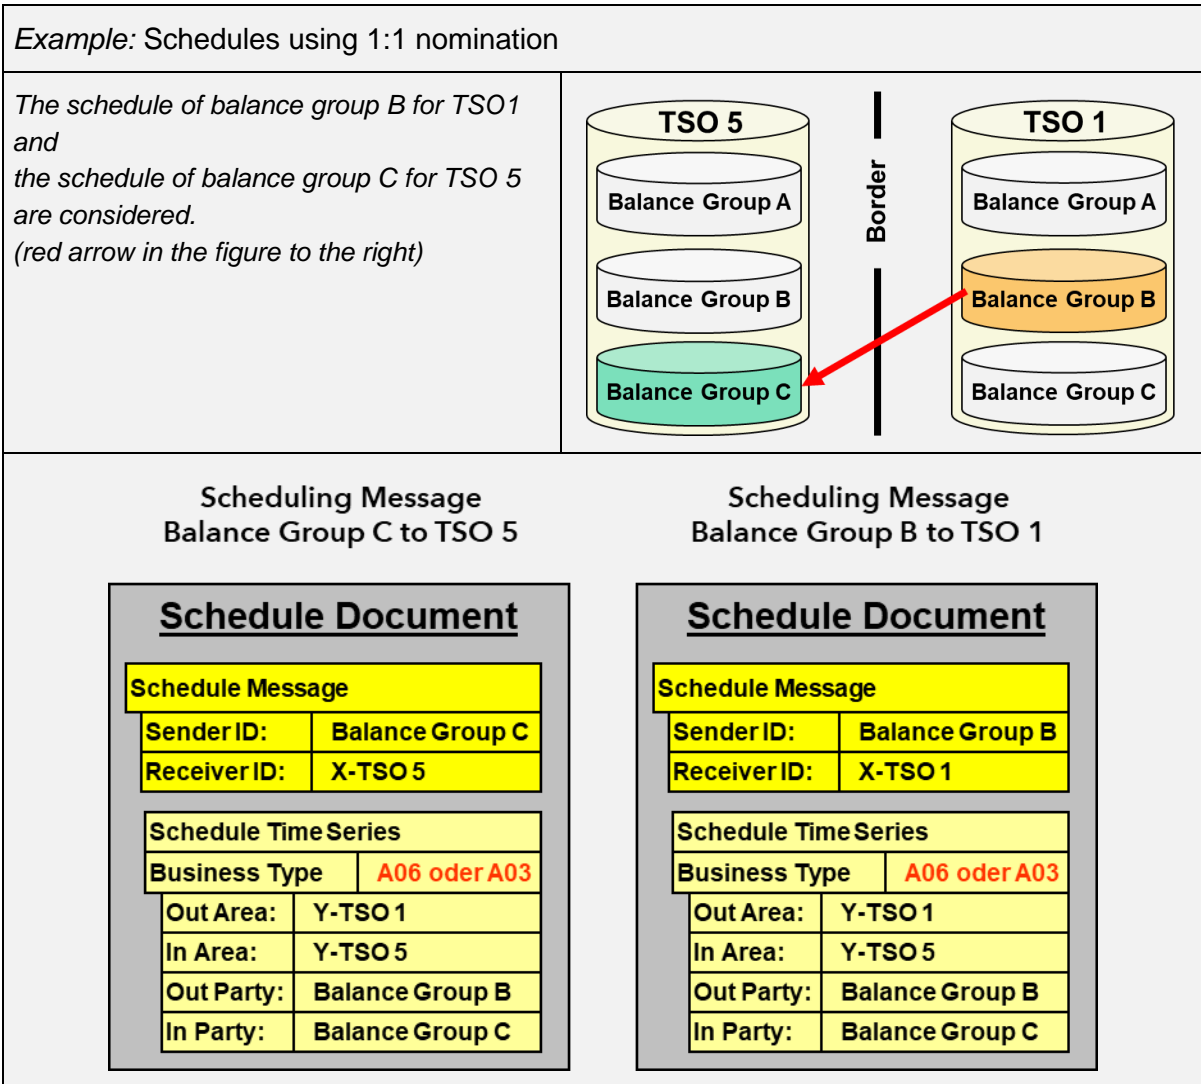 Example: Schedules using 1:1 nomination
The schedule of balance group B for TSO1
and
the schedule of balance group C for TSO 5
are considered.
(red arrow in the figure to the right)
TSO 5
Balance Group A
Balance Group B
Balance Group C
Border
TSO 1
Balance Group A
Balance Group B
Balance Group C
Scheduling Message
Balance Group C to TSO 5
Schedule Document
Schedule Message
Sender ID: Balance Group C
Receiver ID: X-TSO 5
Schedule Time Series
Business Type A06 oder A03
Out Area: Y-TSO 1
In Area: Y-TSO 5
Out Party: Balance Group B
In Party: Balance Group C
Scheduling Message
Balance Group B to TSO 1
Schedule Document
Schedule Message
Sender ID: Balance Group B
Receiver ID: X-TSO 1
Schedule Time Series
Business Type A06 oder A03
Out Area: Y-TSO 1
In Area: Y-TSO 5
Out Party: Balance Group B
In Party: Balance Group C